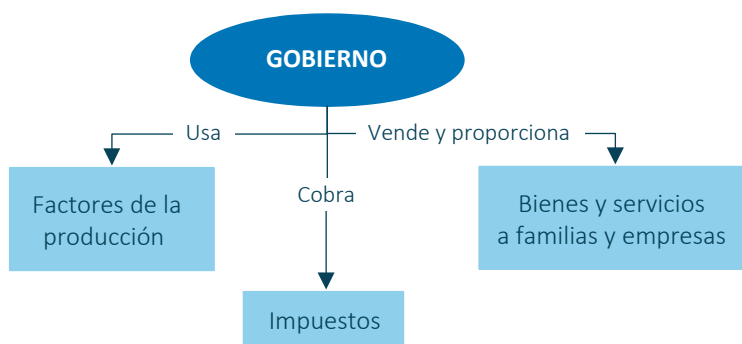 GOBIERNO
Usa
Vende y proporciona
Cobra
Factores de la
producción
Bienes y servicios
a familias y empresas
Impuestos